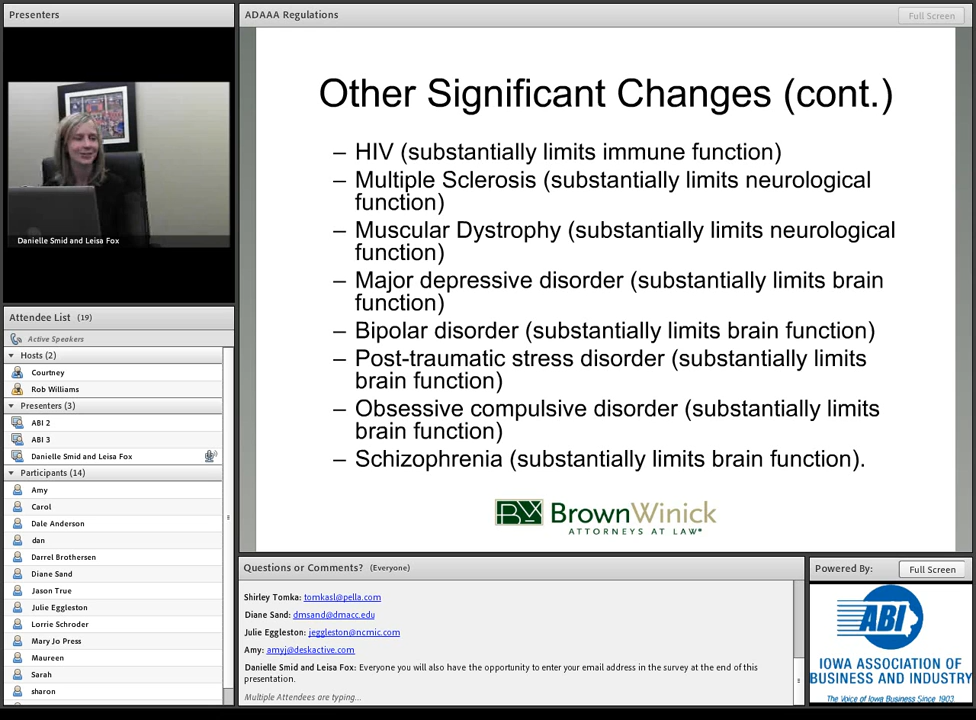 Presenters
Danielle Smid and Leisa Fox
Attendee List (19)
Active Speakers
Hosts (2)
Courtney
Rob Williams
Presenters (3)
ABI 2
ABI 3
Danielle Smid and Leisa Fox
Participants (14)
Amy
Carol
Dale Anderson
dan
Darrel Brothersen
Diane Sand
Jason True
Julie Eggleston
Lorrie Schroder
Mary Jo Press
Maureen
Sarah
sharon
ADAAA Regulations
Full Screen
Other Significant Changes (cont.)
– HIV (substantially limits immune function)
– Multiple Sclerosis (substantially limits neurological
function)
– Muscular Dystrophy (substantially limits neurological
function)
– Major depressive disorder (substantially limits brain
function)
– Bipolar disorder (substantially limits brain function)
– Post-traumatic stress disorder (substantially limits
brain function)
– Obsessive compulsive disorder (substantially limits
brain function)
– Schizophrenia (substantially limits brain function).
BrownWinick
ATTORNEYS AT LAW®
Questions or Comments? (Everyone)
Shirley Tomka: tomkasl@pella.com
Diane Sand: dmsand@dmacc.edu
Julie Eggleston: jeggleston@ncmic.com
Amy: amyj@deskactive.com
Danielle Smid and Leisa Fox: Everyone you will also have the opportunity to enter your email address in the survey at the end of this
presentation.
Multiple Attendees are typing...
Powered By:
Full Screen
ABI
IOWA ASSOCIATION OF
BUSINESS AND INDUSTRY
The Voice of Iowa Business Since 1903